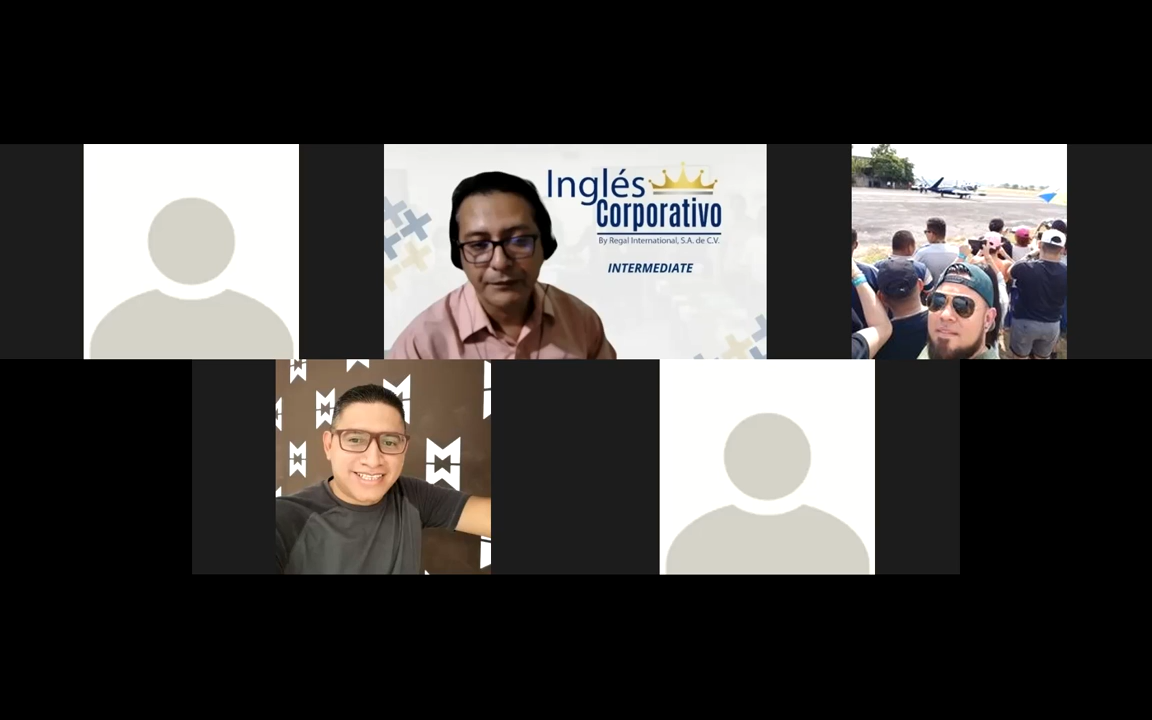 Inglés
Corporativo
By Regal International, S.A. de C.V.
INTERMEDIATE